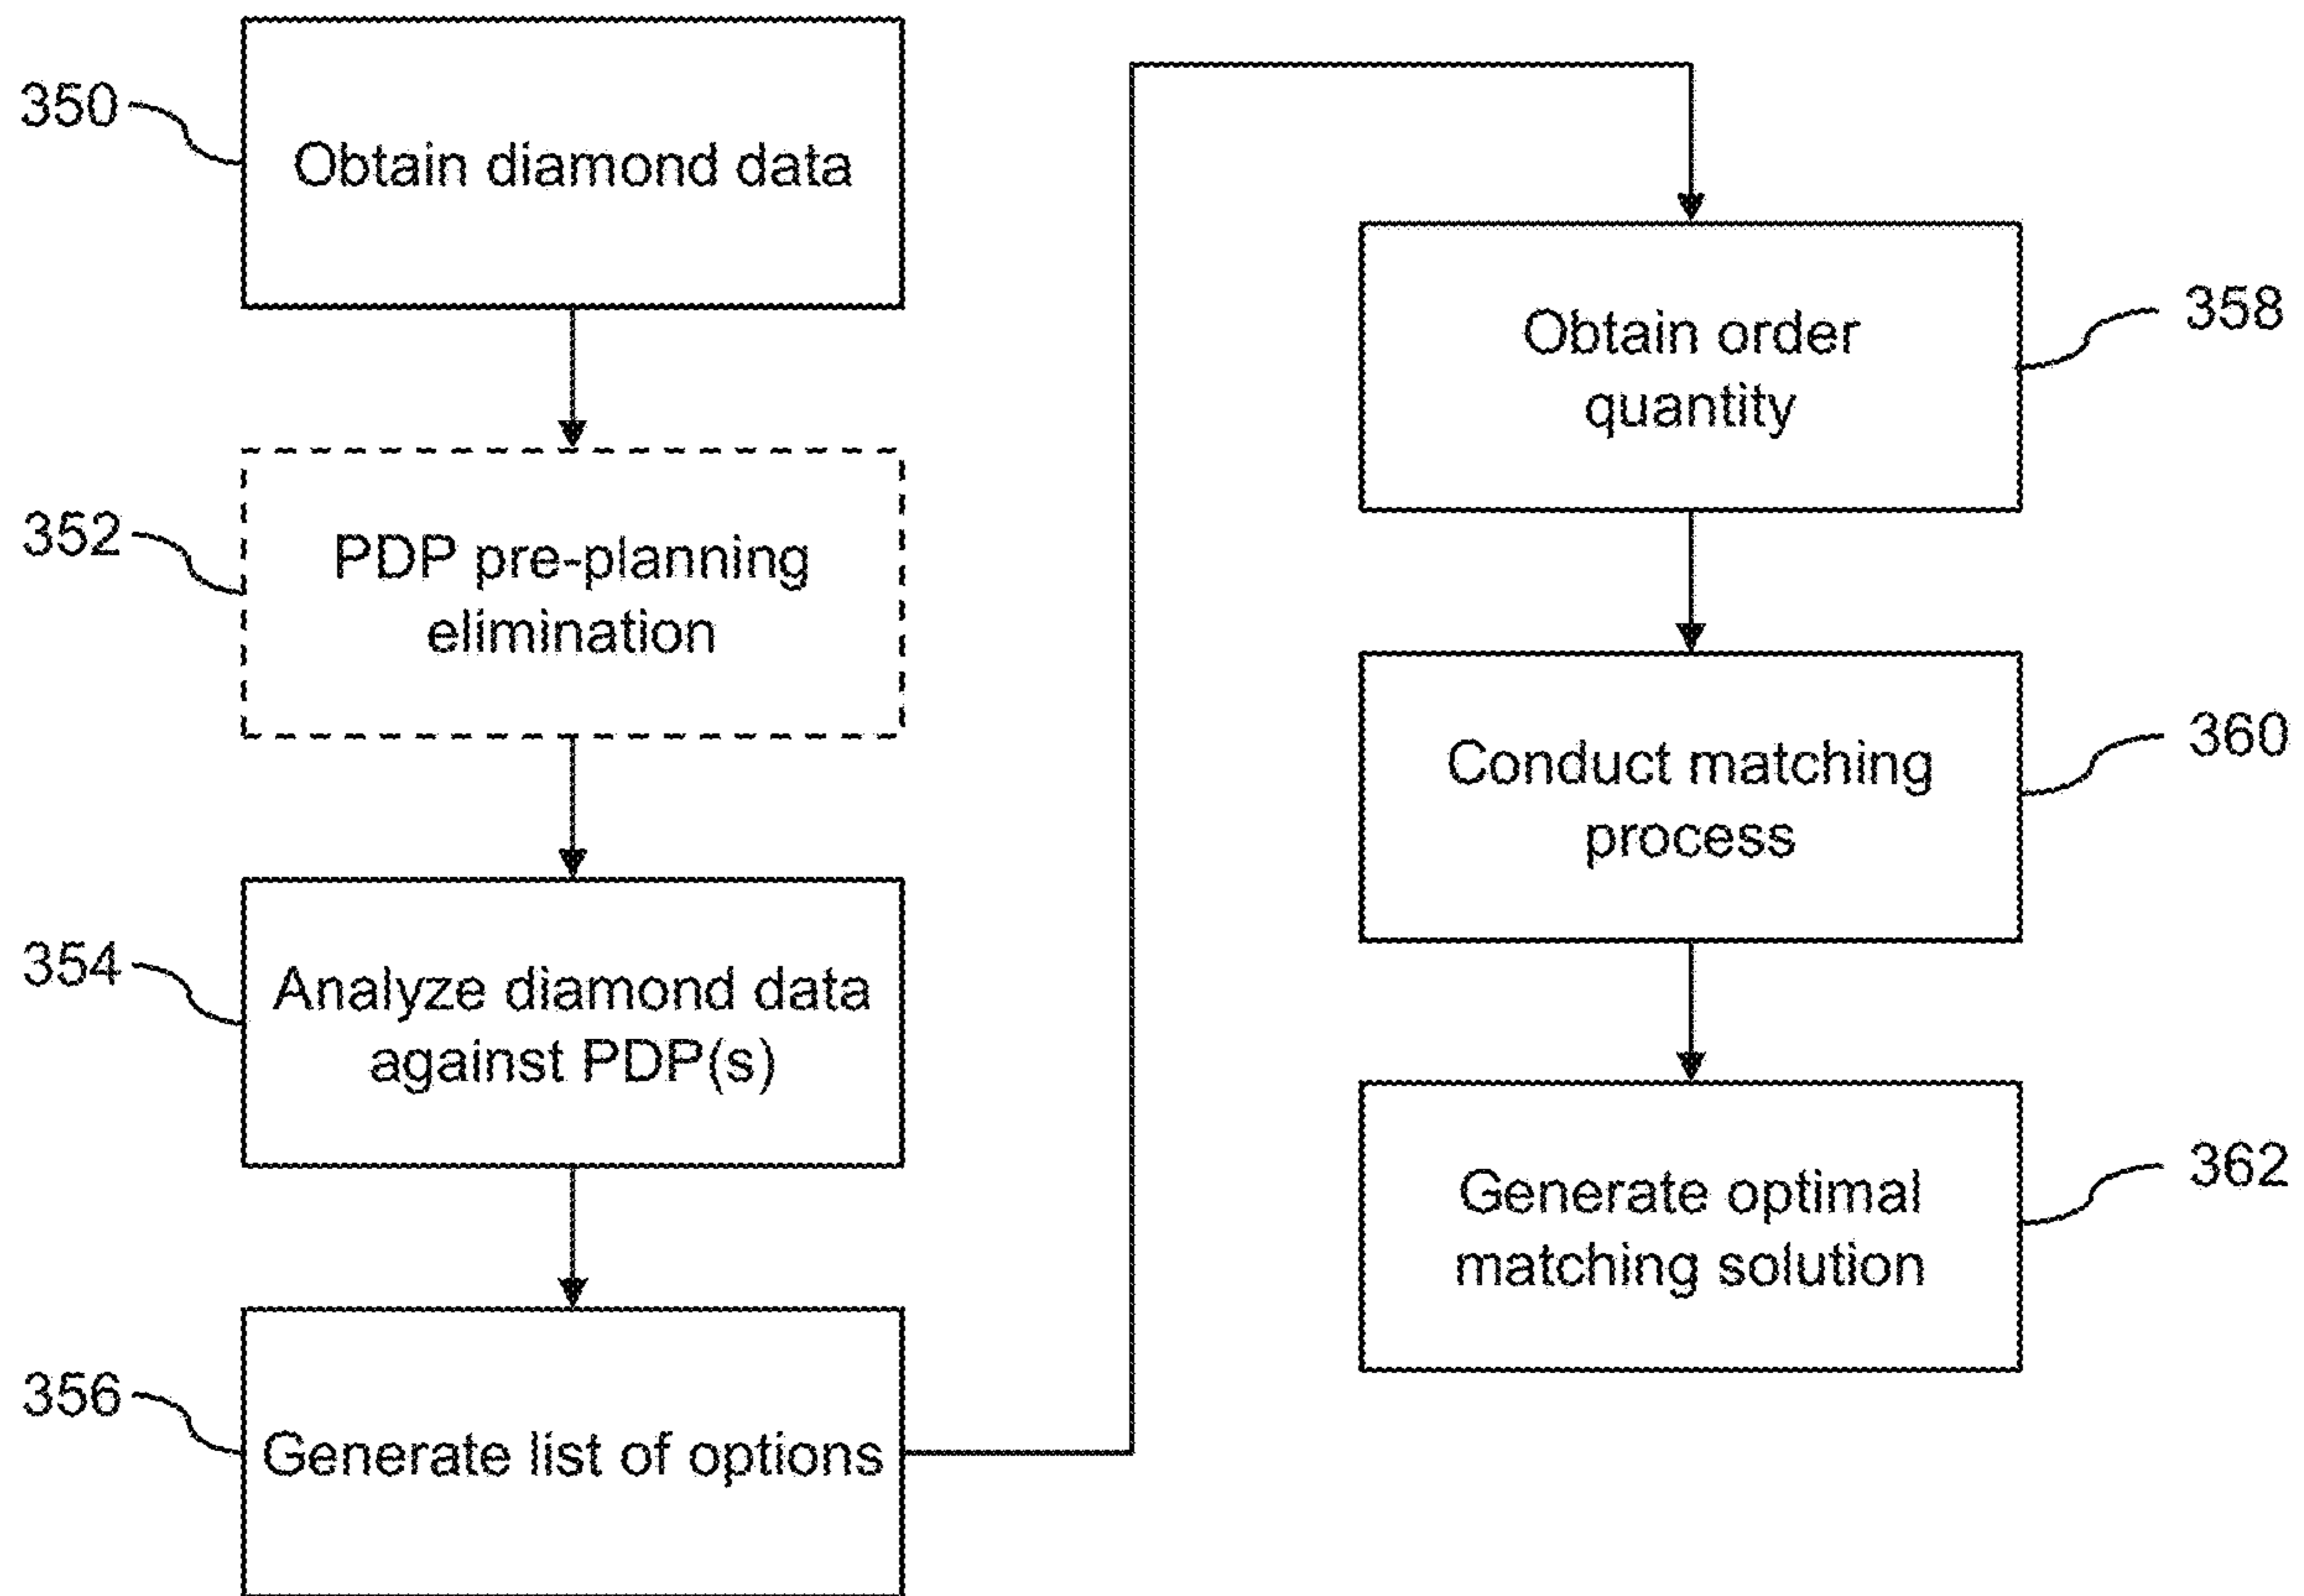 350
Obtain diamond data
352
PDP pre-planning
elimination
354
Analyze diamond data
against PDP(s)
356
Generate list of options
358
Obtain order
quantity
360
Conduct matching
process
362
Generate optimal
matching solution